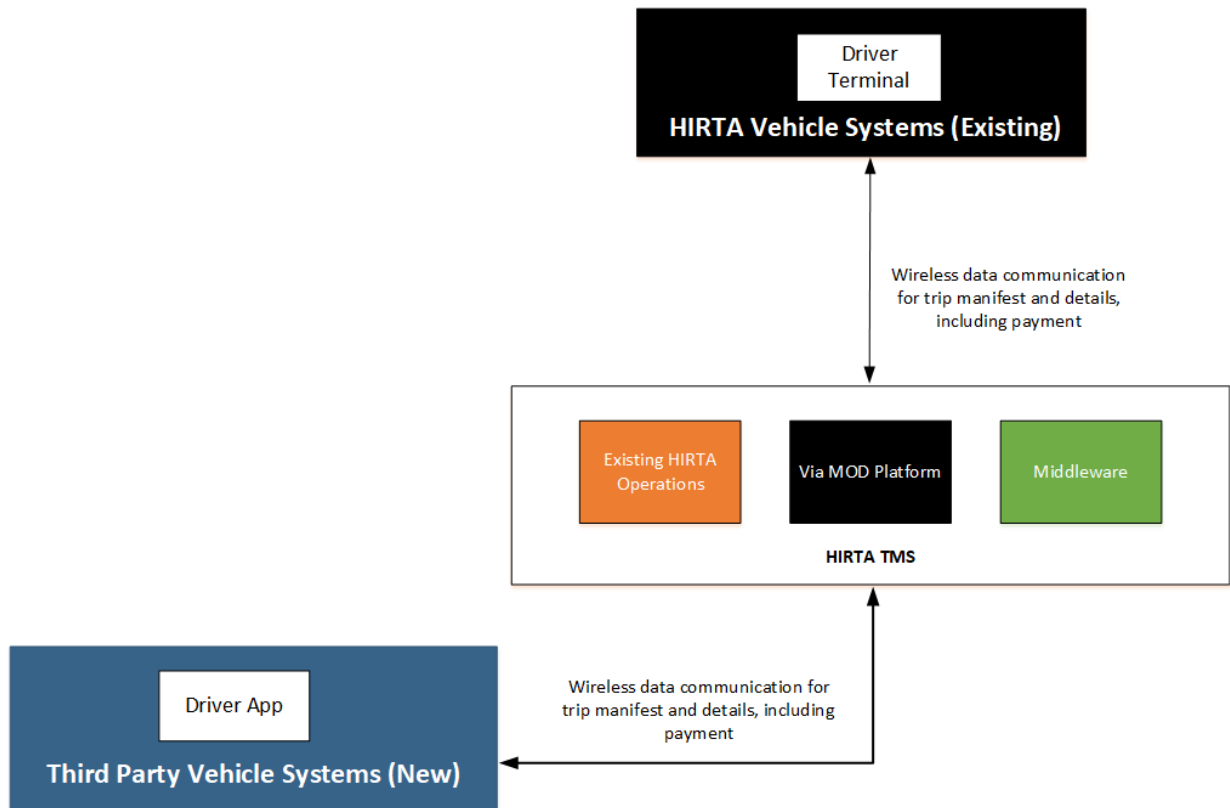 Driver
Terminal
HIRTA Vehicle Systems (Existing)
Wireless data communication
for trip manifest and details,
including payment
Existing HIRTA
Operations
Via MOD Platform
Middleware
HIRTA TMS
Driver App
Third Party Vehicle Systems (New)
Wireless data communication for
trip manifest and details, including
payment